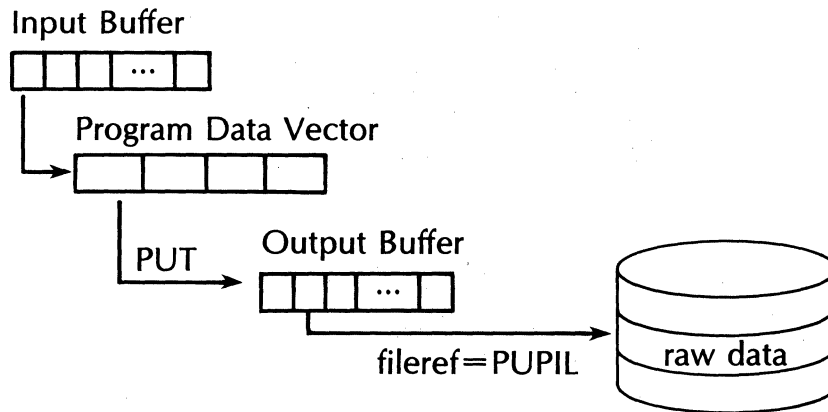 Input Buffer
...
Program Data Vector
PUT
Output Buffer
...
fileref=PUPIL
raw data